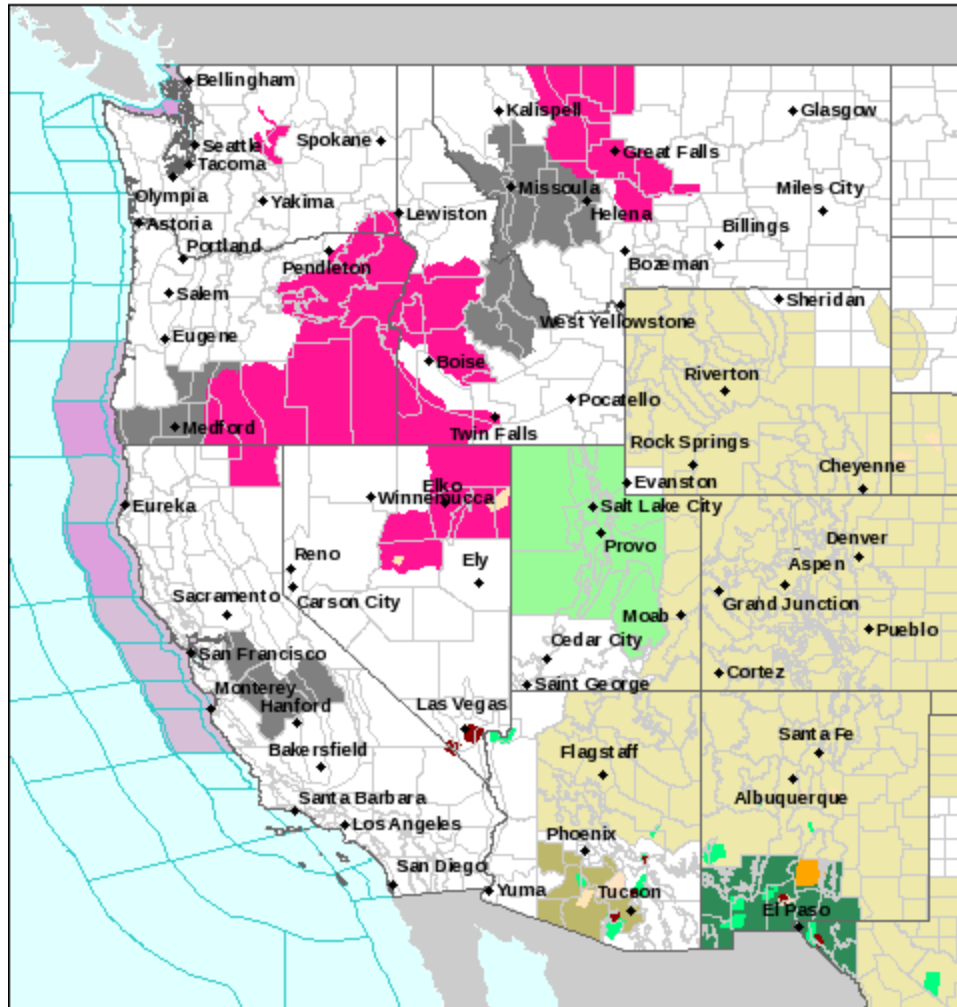 Bellingham
Kalispell
Glasgow
Spokane
Seattle
Great Falls
Tacoma
Missoula
Miles City
Olympia
Yakima
Lewiston
Helena
Astoria
Billings
Portland
Pendleton
Bozeman
Salem
Sheridan
West Yellowstone
Eugene
Boise
Riverton
Pocatello
Medford
Twin Falls
Rock Springs
Cheyenne
Elko
Evanston
Winnemucca
Eureka
Salt Lake City
Provo
Denver
Reno
Ely
Aspen
Sacramento
Carson City
Grand Junction
Moab
Pueblo
Cedar City
San Francisco
Cortez
Monterey
Saint George
Hanford
Las Vegas
Santa Fe
Bakersfield
Flagstaff
Albuquerque
Santa Barbara
Los Angeles
Phoenix
San Diego
Yuma
Tucson
El Paso